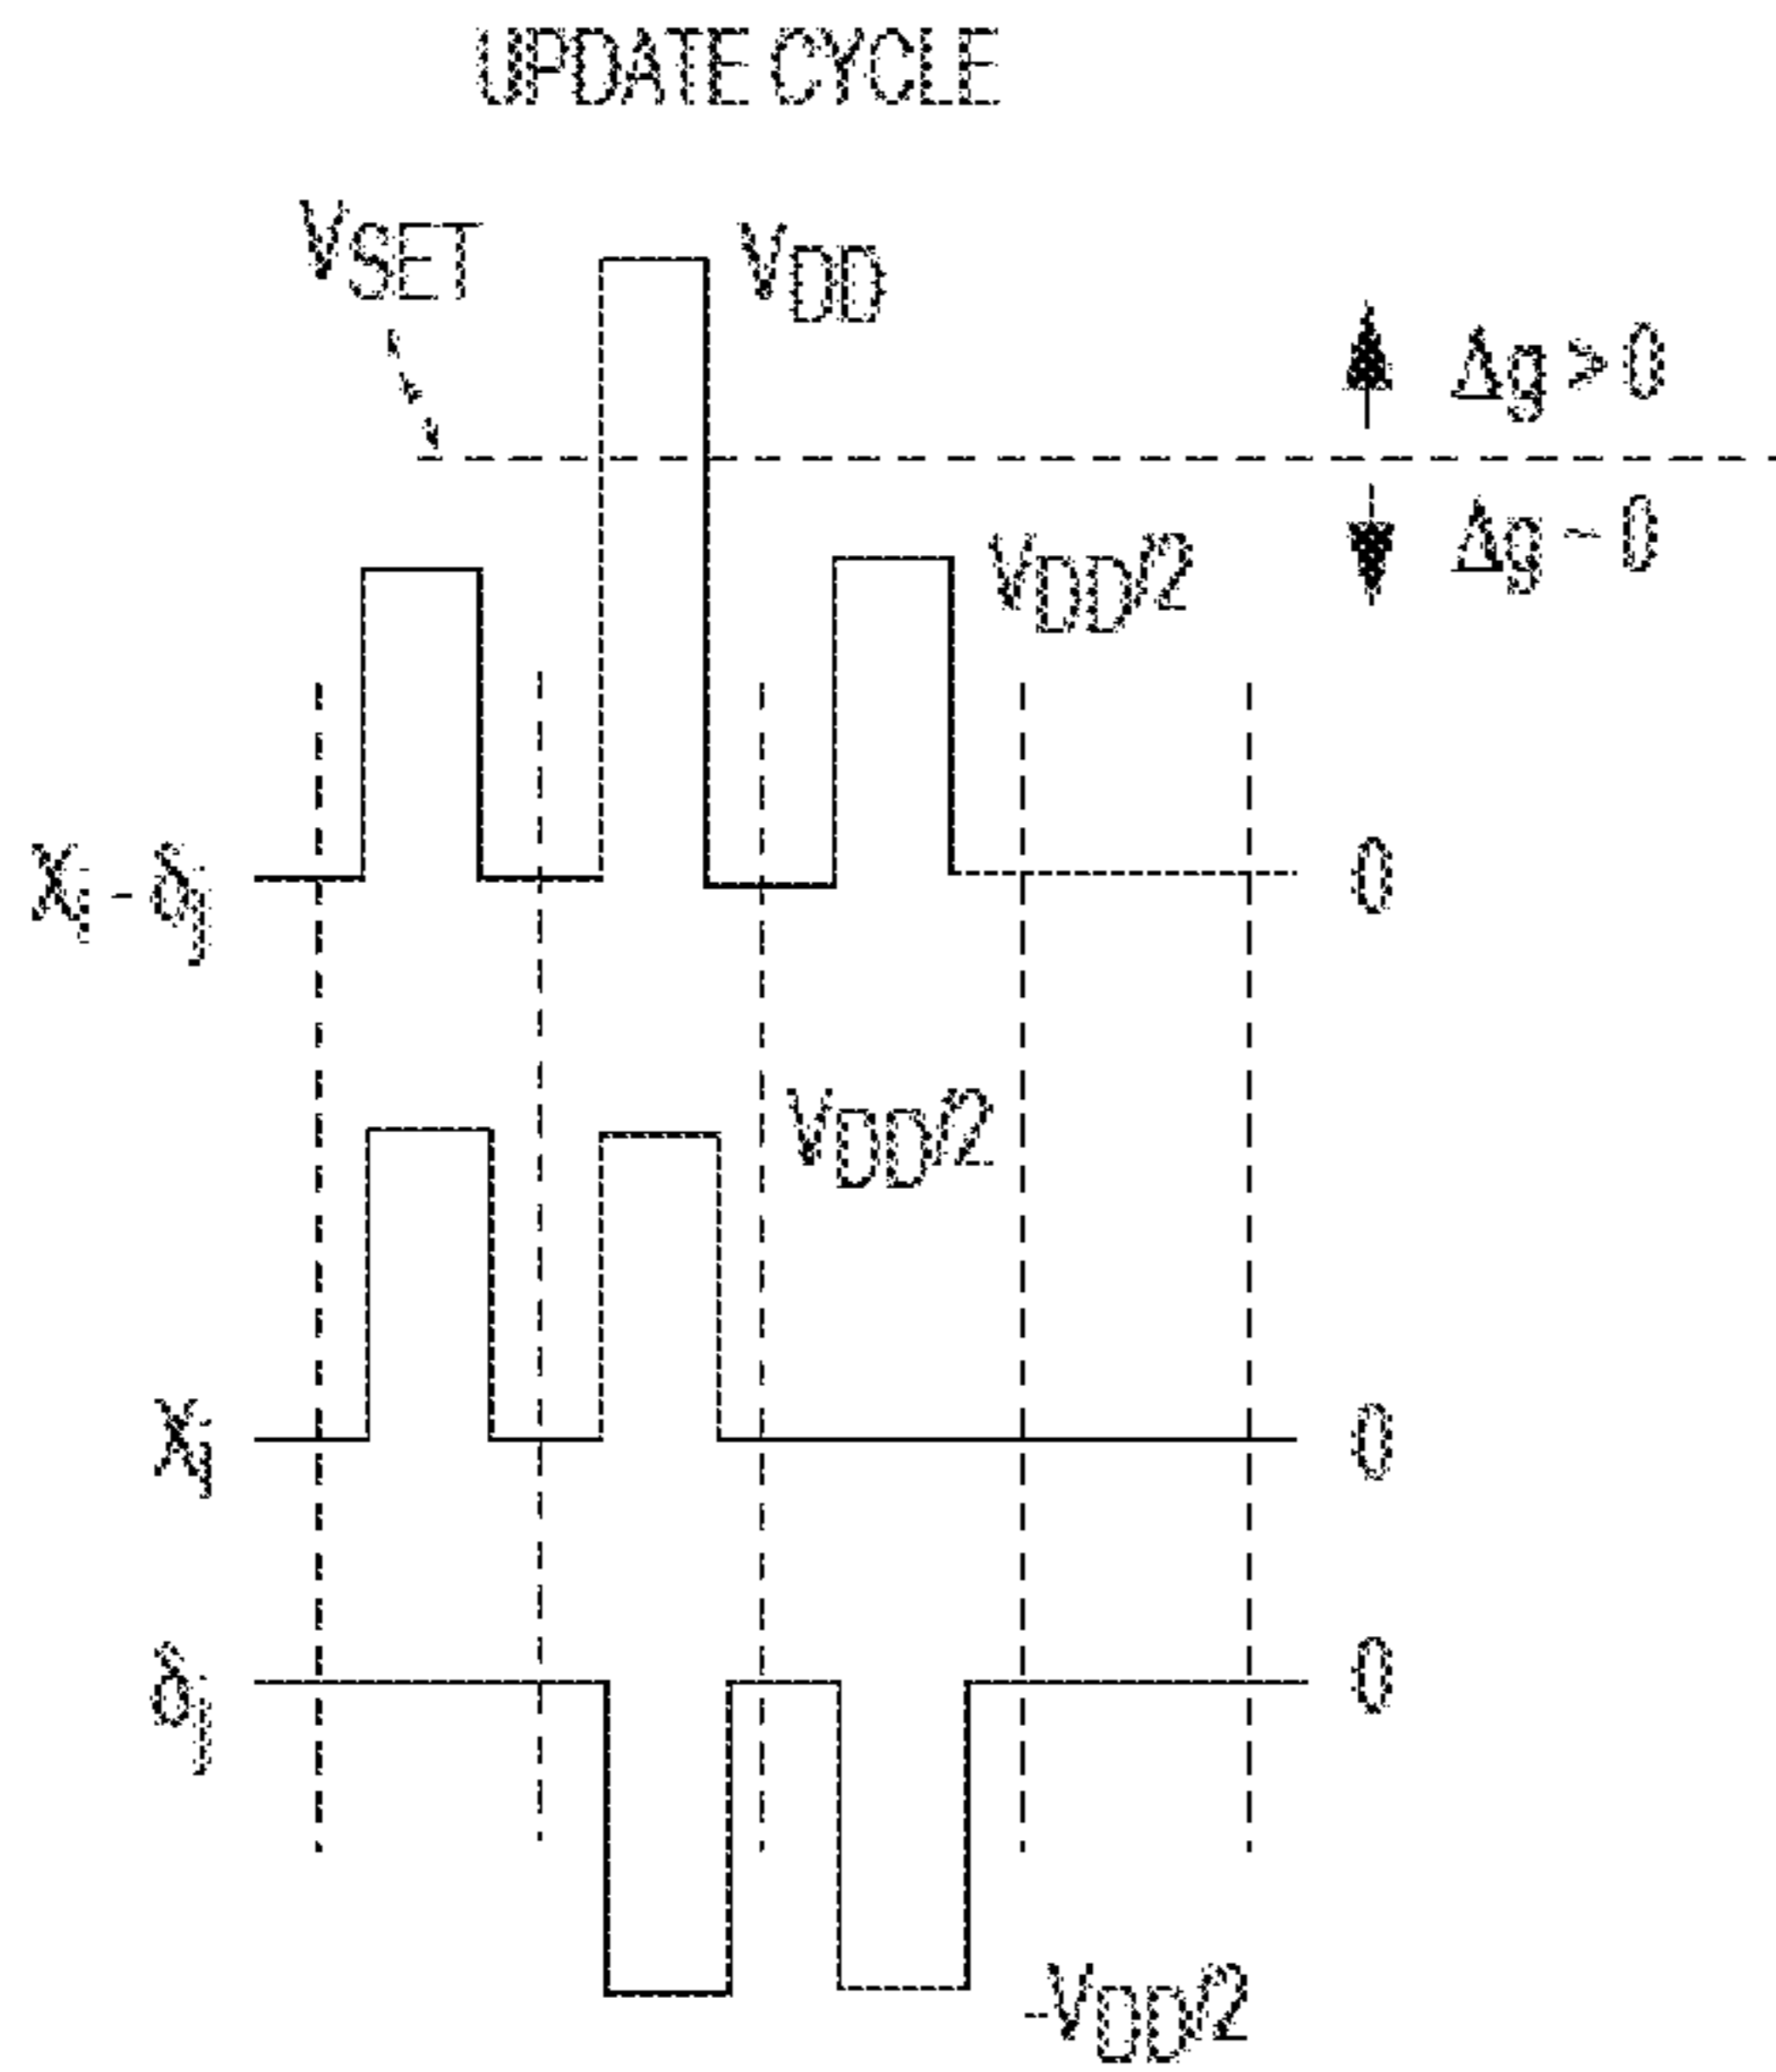 UPDATE CYCLE
VSET
VDD
Δg > 0
Δg ~ 0
VDD/2
Xi - δj
0
VDD/2
0
δj
0
-VDD/2